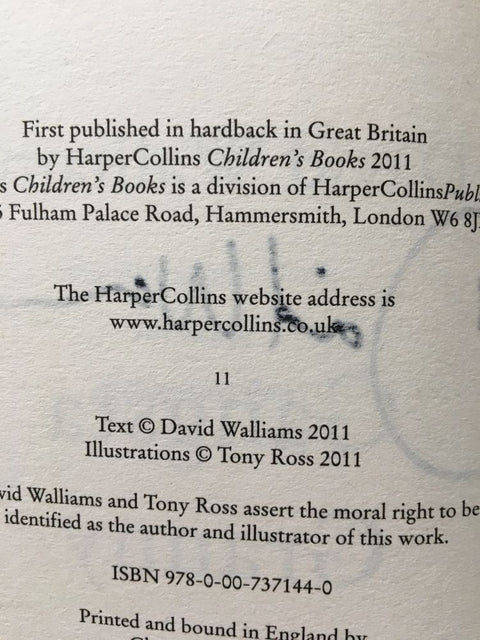 First published in hardback in Great Britain
by HarperCollins Children's Books 2011
s Children's Books is a division of HarperCollinsPubl
Fulham Palace Road, Hammersmith, London W6 8J
The HarperCollins website address is
www.harpercollins.co.uk
11
Text © David Walliams 2011
Illustrations © Tony Ross 2011
vid Walliams and Tony Ross assert the moral right to be
identified as the author and illustrator of this work.
ISBN 978-0-00-737144-0
Printed and bound in England by